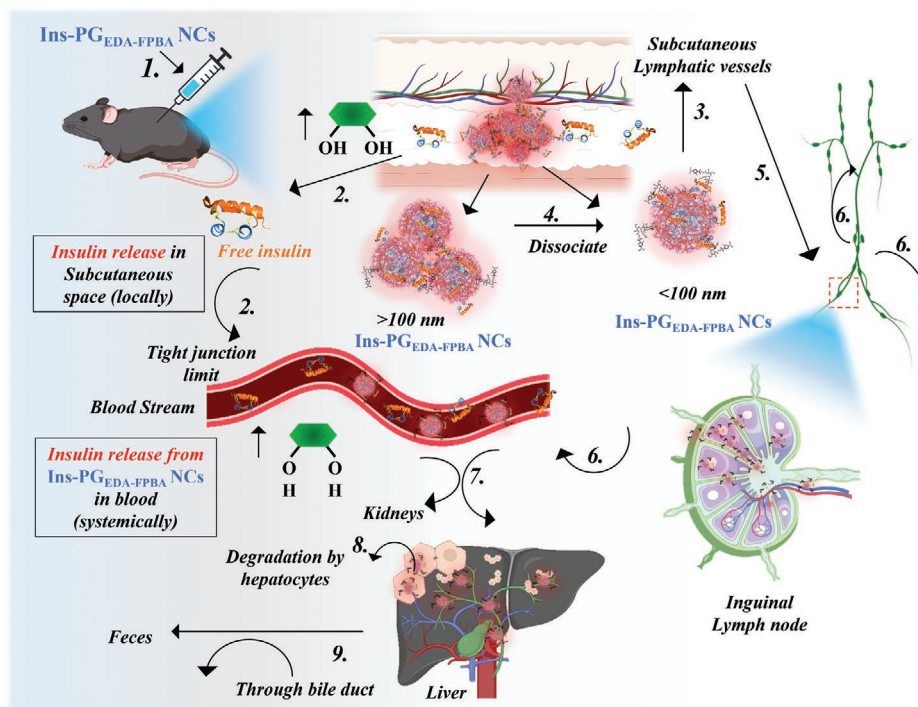 Ins-PGEDA-FPBA NCs
1.
OH OH
2.
Free insulin
Insulin release in
Subcutaneous
space (locally)
2.
Tight junction
limit
Blood Stream
Subcutaneous
Lymphatic vessels
3.
4.
Dissociate
>100 nm
Ins-PGEDA-FPBA NCs
<100 nm
Ins-PGEDA-FPBA NCs
5.
6.
6.
Insulin release from
Ins-PGEDA-FPBA NCs
in blood
(systemically)
O O
H H
6.
7.
Kidneys
8.
Degradation by
hepatocytes
Feces
9.
Through bile duct
Liver
Inguinal
Lymph node